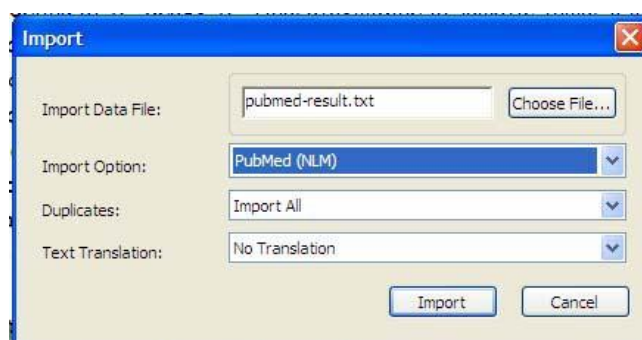 Import
Import Data File:
pubmed-result.txt
Choose File...
Import Option:
PubMed (NLM)
Duplicates:
Import All
Text Translation:
No Translation
Import
Cancel